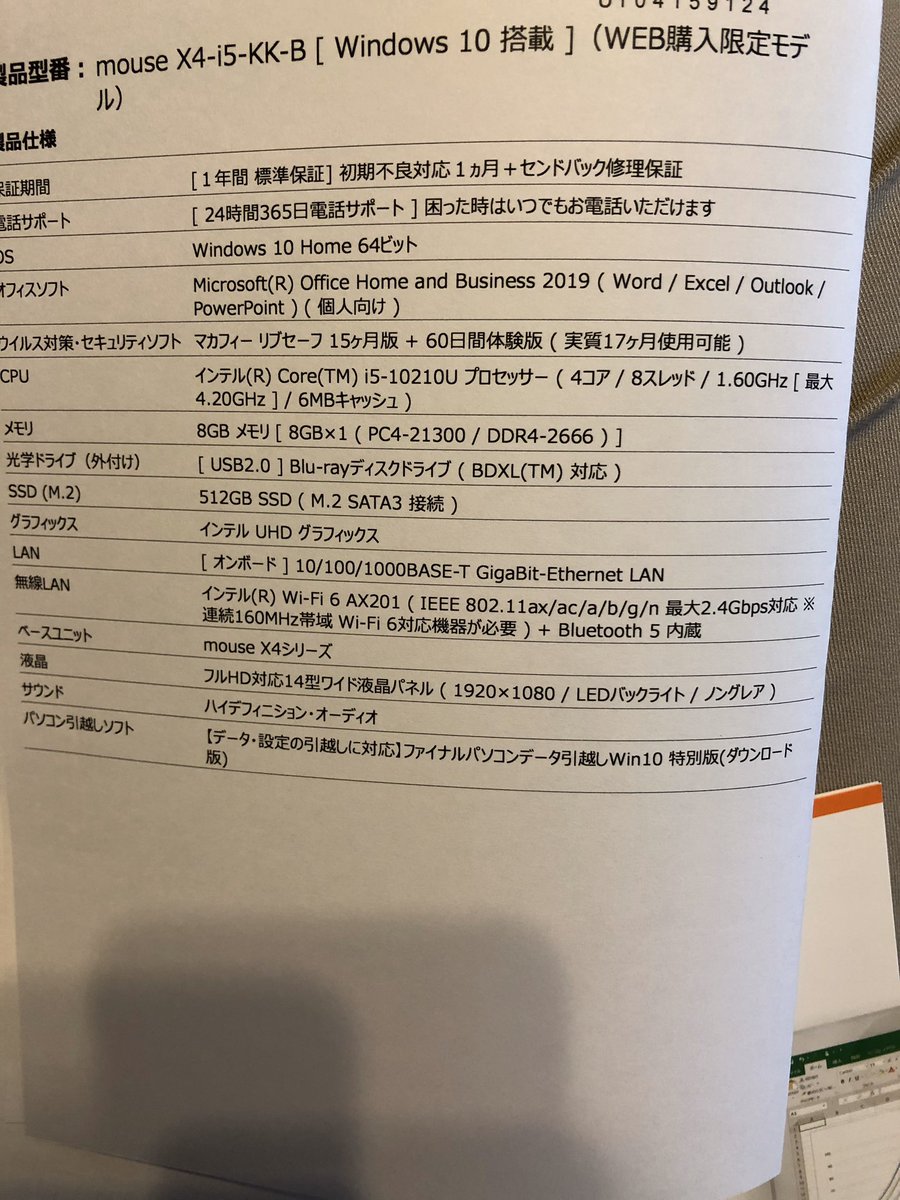 U104159124
製品型番： mouse X4-i5-KK-B [ Windows 10 搭載 ]（WEB購入限定モデ
ル）
製品仕様
保証期間 [ 1年間 標準保証] 初期不良対応 1ヵ月＋センドバック修理保証
電話サポート [ 24時間365日電話サポート ] 困った時はいつでもお電話いただけます
OS Windows 10 Home 64ビット
オフィスソフト Microsoft(R) Office Home and Business 2019 ( Word / Excel / Outlook /
PowerPoint ) ( 個人向け )
ウイルス対策・セキュリティソフト マカフィー リブセーフ 15ヶ月版 + 60日間体験版 ( 実質17ヶ月使用可能 )
CPU インテル(R) Core(TM) i5-10210U プロセッサー ( 4コア / 8スレッド / 1.60GHz [ 最大
4.20GHz ] / 6MBキャッシュ )
メモリ 8GB メモリ [ 8GB×1 ( PC4-21300 / DDR4-2666 ) ]
光学ドライブ（外付け） [ USB2.0 ] Blu-rayディスクドライブ ( BDXL(TM) 対応 )
SSD (M.2) 512GB SSD ( M.2 SATA3 接続 )
グラフィックス インテル UHD グラフィックス
LAN [ オンボード ] 10/100/1000BASE-T GigaBit-Ethernet LAN
無線LAN インテル(R) Wi-Fi 6 AX201 ( IEEE 802.11ax/ac/a/b/g/n 最大2.4Gbps対応 ※
連続160MHz帯域 Wi-Fi 6対応機器が必要 ) + Bluetooth 5 内蔵
ベースユニット mouse X4シリーズ
液晶 フルHD対応14型ワイド液晶パネル ( 1920×1080 / LEDバックライト / ノングレア )
サウンド ハイデフィニション・オーディオ
パソコン引越しソフト 【データ・設定の引越しに対応】ファイナルパソコンデータ引越しWin10 特別版(ダウンロード
版)